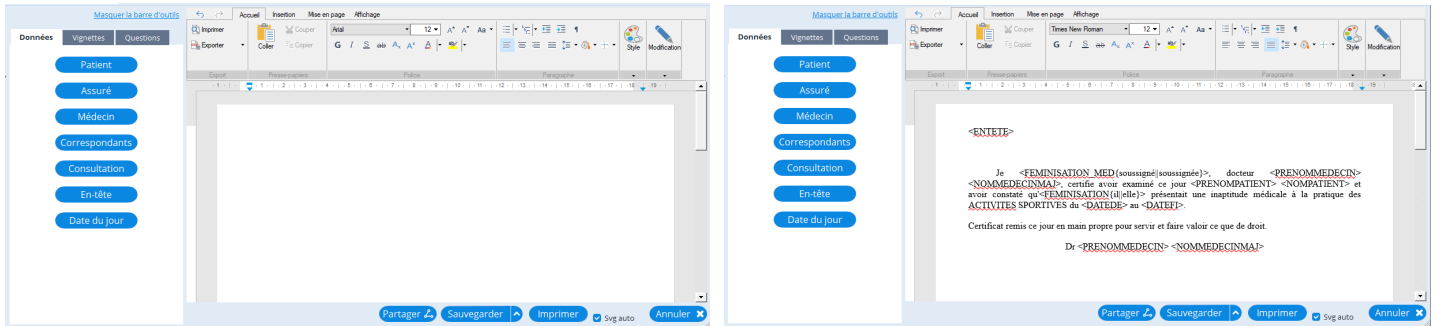 Masquer la barre d'outils
Données Vignettes Questions
Patient
Assuré
Médecin
Correspondants
Consultation
En-tête
Date du jour
Accueil Insertion Mise en page Affichage
Imprimer
Exporter
Coller
Couper
Copier
Arial 12
G I S ab
Style
Modification
Export Presse-papiers Police Paragraphe
Partager Sauvegarder Imprimer Svg auto Annuler
Masquer la barre d'outils
Données Vignettes Questions
Patient
Assuré
Médecin
Correspondants
Consultation
En-tête
Date du jour
Accueil Insertion Mise en page Affichage
Imprimer
Exporter
Coller
Couper
Copier
Times New Roman 12
G I S ab
Style
Modification
Export Presse-papiers Police Paragraphe
<ENTETE>
Je <FEMINISATION_MED{soussigné||soussignée}>, docteur <PRENOMMEDECIN>
<NOMMEDECINMAJ>, certifie avoir examiné ce jour <PRENOMPATIENT> <NOMPATIENT> et
avoir constaté qu'<FEMINISATION{il||elle}> présentait une inaptitude médicale à la pratique des
ACTIVITES SPORTIVES du <DATEDE> au <DATEFI>.
Certificat remis ce jour en main propre pour servir et faire valoir ce que de droit.
Dr <PRENOMMEDECIN> <NOMMEDECINMAJ>
Partager Sauvegarder Imprimer Svg auto Annuler